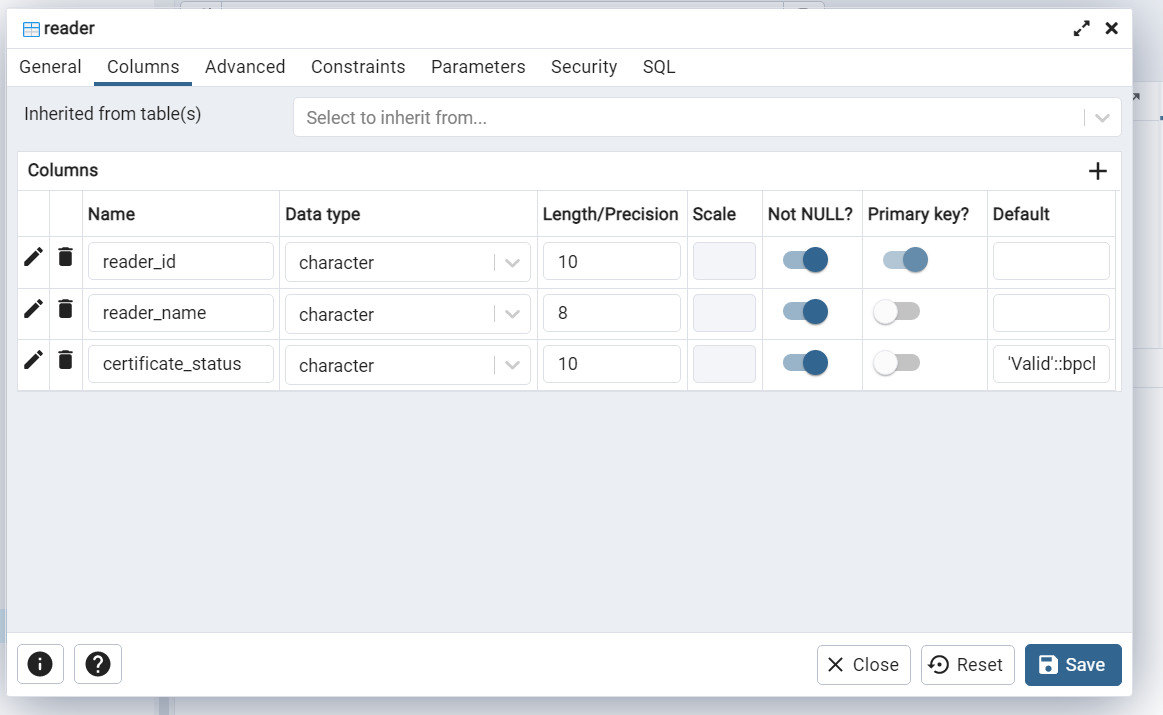 reader
General Columns Advanced Constraints Parameters Security SQL
Inherited from table(s) Select to inherit from...
Columns
Name Data type Length/Precision Scale Not NULL? Primary key? Default
reader_id character 10
reader_name character 8
certificate_status character 10 'Valid'::bpcl
Close Reset Save